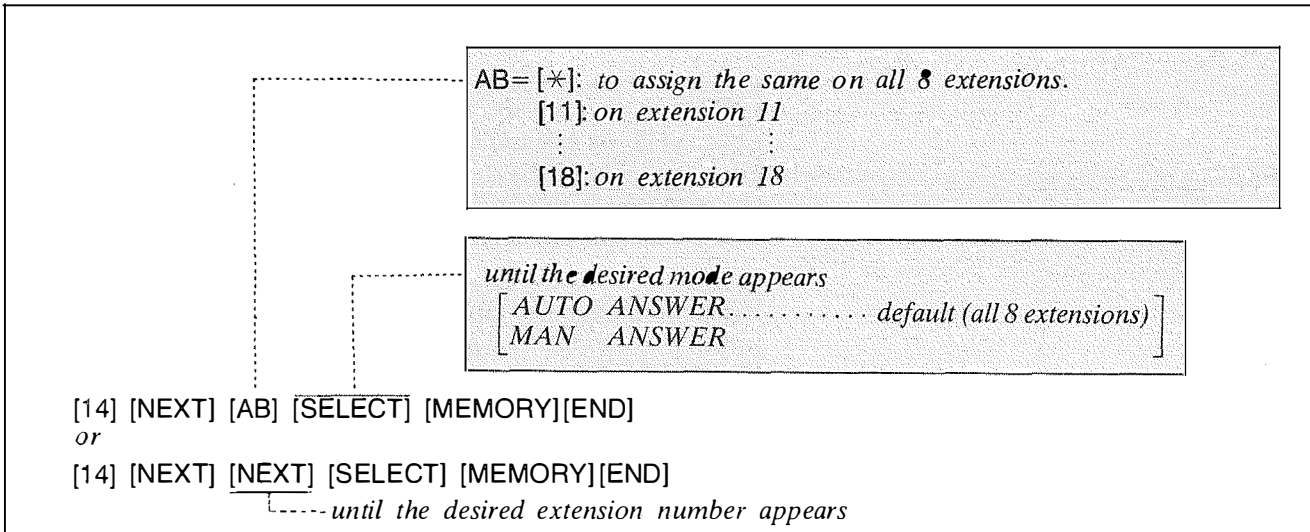 AB= [*]: to assign the same on all 8 extensions.
[11]: on extension 11
[18]: on extension 18
until the desired mode appears
AUTO ANSWER........... default (all 8 extensions)
MAN ANSWER
[14] [NEXT] [AB] [SELECT] [MEMORY] [END]
or
[14] [NEXT] [NEXT] [SELECT] [MEMORY] [END]
until the desired extension number appears